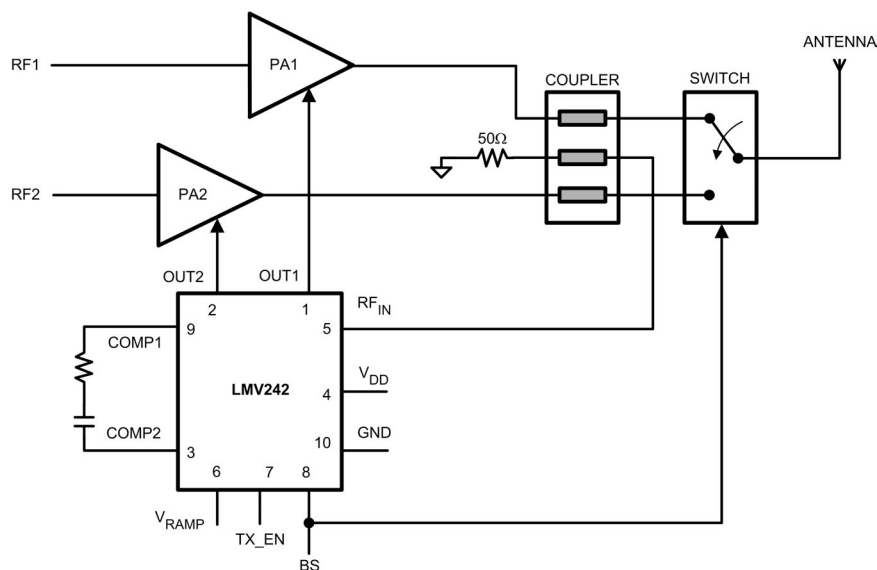 ANTENNA
RF1
PA1
COUPLER
SWITCH
50Ω
RF2
PA2
OUT2
OUT1
2
1
RF_IN
9
5
COMP1
V_DD
LMV242
4
COMP2
GND
3
10
6
7
8
V_RAMP
TX_EN
BS